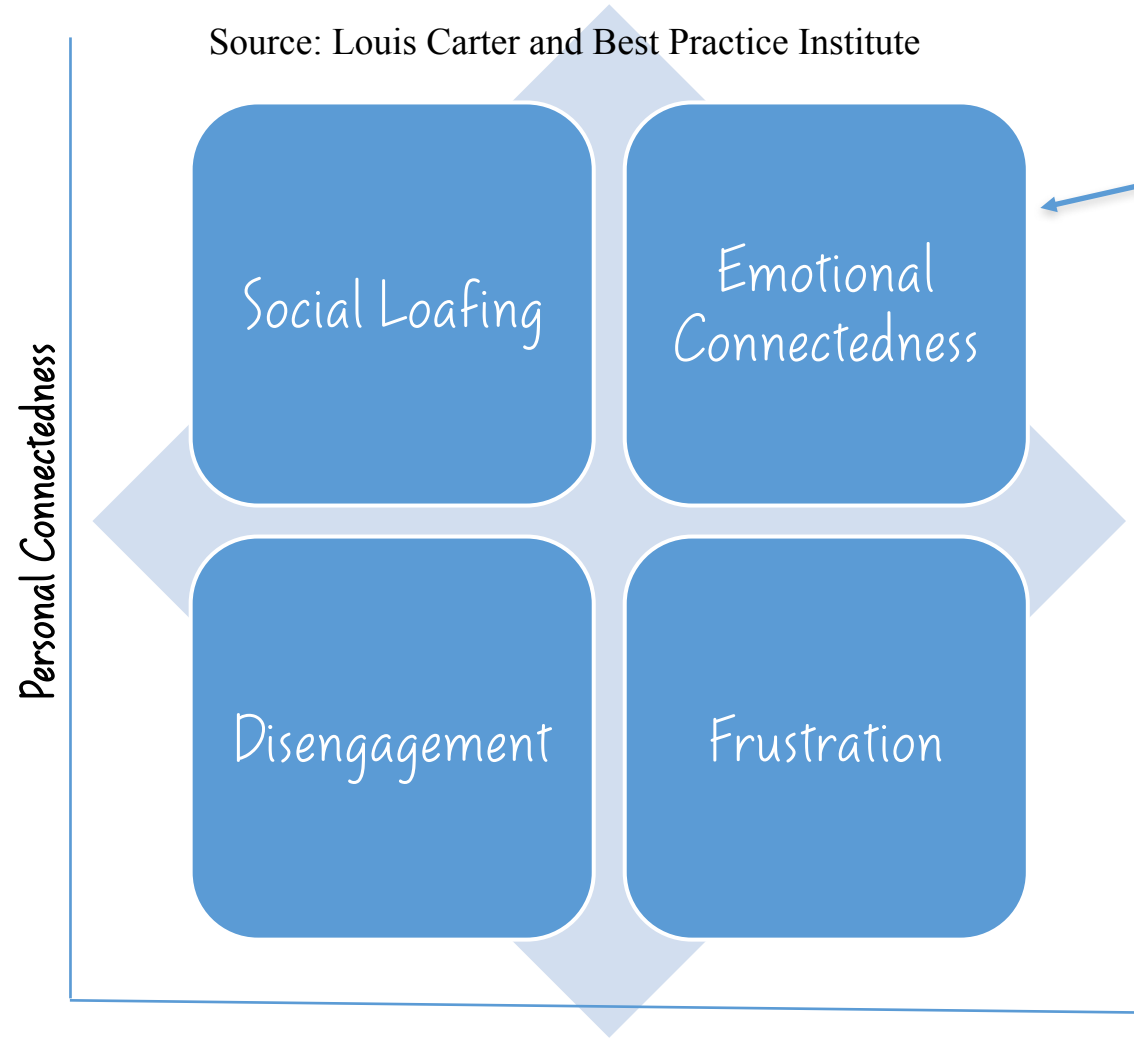 Source: Louis Carter and Best Practice Institute
Social Loafing
Emotional
Connectedness
Personal Connectedness
Disengagement
Frustration